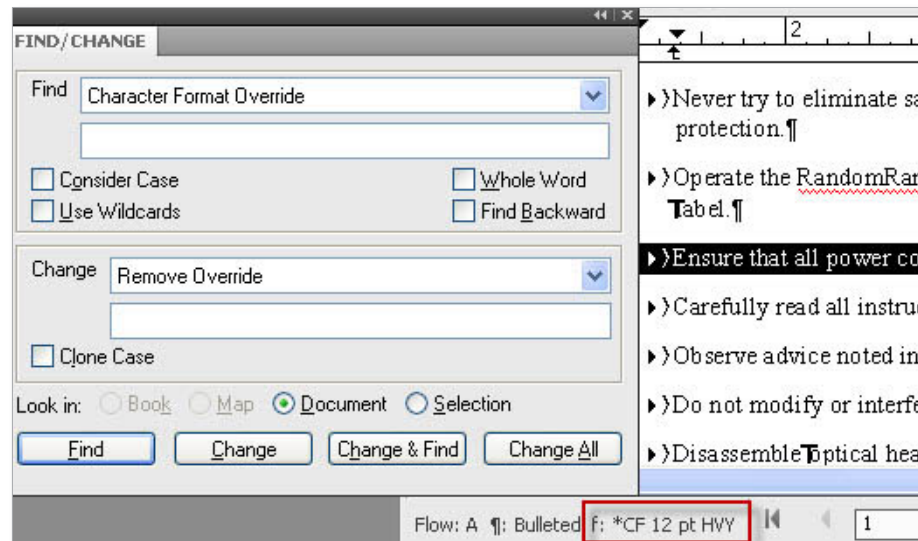 FIND/CHANGE
Find Character Format Override
Consider Case Whole Word
Use Wildcards Find Backward
Change Remove Override
Clone Case
Look in: Book Map Document Selection
Find Change Change & Find Change All
2
Never try to eliminate sa
protection.¶
Operate the RandomRan
Tabel.¶
Ensure that all power co
Carefully read all instruc
Observe advice noted in
Do not modify or interfe
Disassemble optical hea
Flow: A ¶: Bulleted f: *CF 12 pt HVY 1